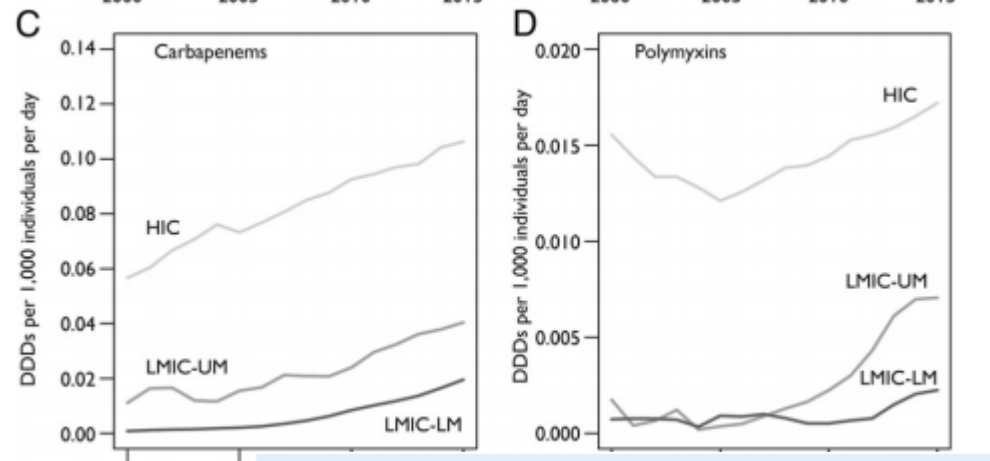 C
Carbapenems
DDDs per 1,000 individuals per day
0.14
0.12
0.10
0.08
0.06
0.04
0.02
0.00
HIC
LMIC-UM
LMIC-LM
D
Polymyxins
DDDs per 1,000 individuals per day
0.020
0.015
0.010
0.005
0.000
HIC
LMIC-UM
LMIC-LM